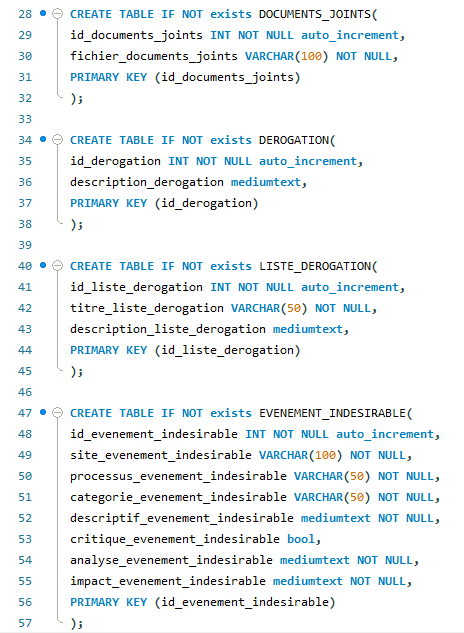 28 CREATE TABLE IF NOT exists DOCUMENTS_JOINTS(
29 id_documents_joints INT NOT NULL auto_increment,
30 fichier_documents_joints VARCHAR(100) NOT NULL,
31 PRIMARY KEY (id_documents_joints)
32 );
33
34 CREATE TABLE IF NOT exists DEROGATION(
35 id_derogation INT NOT NULL auto_increment,
36 description_derogation mediumtext,
37 PRIMARY KEY (id_derogation)
38 );
39
40 CREATE TABLE IF NOT exists LISTE_DEROGATION(
41 id_liste_derogation INT NOT NULL auto_increment,
42 titre_liste_derogation VARCHAR(50) NOT NULL,
43 description_liste_derogation mediumtext,
44 PRIMARY KEY (id_liste_derogation)
45 );
46
47 CREATE TABLE IF NOT exists EVENEMENT_INDESIRABLE(
48 id_evenement_indesirable INT NOT NULL auto_increment,
49 site_evenement_indesirable VARCHAR(100) NOT NULL,
50 processus_evenement_indesirable VARCHAR(50) NOT NULL,
51 categorie_evenement_indesirable VARCHAR(50) NOT NULL,
52 descriptif_evenement_indesirable mediumtext NOT NULL,
53 critique_evenement_indesirable bool,
54 analyse_evenement_indesirable mediumtext NOT NULL,
55 impact_evenement_indesirable mediumtext NOT NULL,
56 PRIMARY KEY (id_evenement_indesirable)
57 );